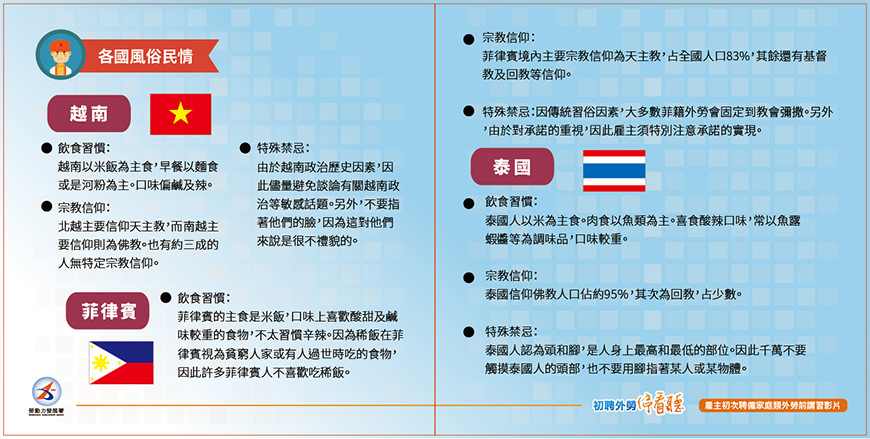 各國風俗民情
越南
飲食習慣：
越南以米飯為主食，早餐以麵食
或是河粉為主。口味偏鹹及辣。
宗教信仰：
北越主要信仰天主教，而南越主
要信仰則為佛教。也有約三成的
人無特定宗教信仰。
特殊禁忌：
由於越南政治歷史因素，因
此儘量避免談論有關越南政
治等敏感話題。另外，不要指
著他們的臉，因為這對他們
來說是很不禮貌的。
菲律賓
飲食習慣：
菲律賓的主食是米飯，口味上喜歡酸甜及鹹
味較重的食物，不太習慣辛辣。因為稀飯在菲
律賓視為貧窮人家或有人過世時吃的食物，
因此許多菲律賓人不喜歡吃稀飯。
勞動力發展署
宗教信仰：
菲律賓境內主要宗教信仰為天主教，占全國人口83%，其餘還有基督
教及回教等信仰。
特殊禁忌：因傳統習俗因素，大多數菲籍外勞會固定到教會彌撒。另外
，由於對承諾的重視，因此雇主須特別注意承諾的實現。
泰國
飲食習慣：
泰國人以米為主食。肉食以魚類為主。喜食酸辣口味，常以魚露
蝦醬等為調味品，口味較重。
宗教信仰：
泰國信仰佛教人口佔約95%，其次為回教，占少數。
特殊禁忌：
泰國人認為頭和腳，是人身上最高和最低的部位。因此千萬不要
觸摸泰國人的頭部，也不要用腳指著某人或某物體。
初聘外勞停看聽
雇主初次聘僱家庭類外勞前講習影片